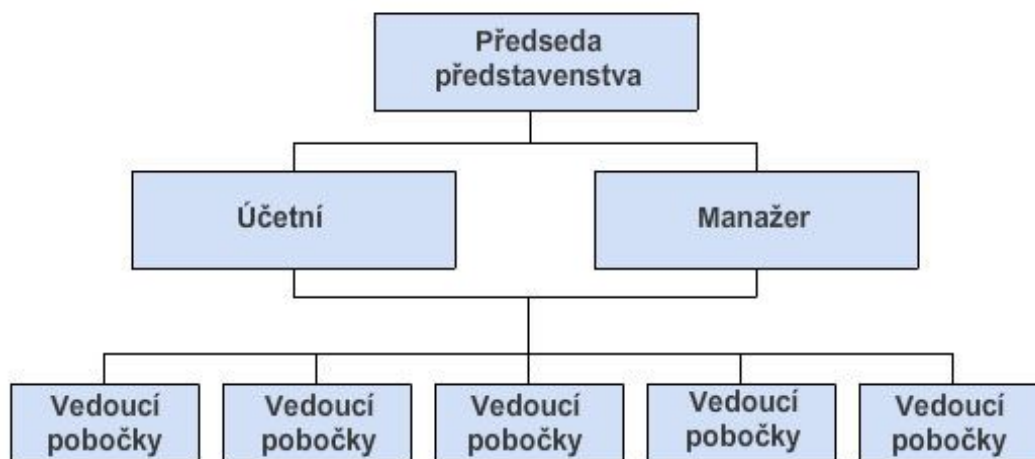 Předseda
představenstva
Účetní
Manažer
Vedoucí
pobočky
Vedoucí
pobočky
Vedoucí
pobočky
Vedoucí
pobočky
Vedoucí
pobočky